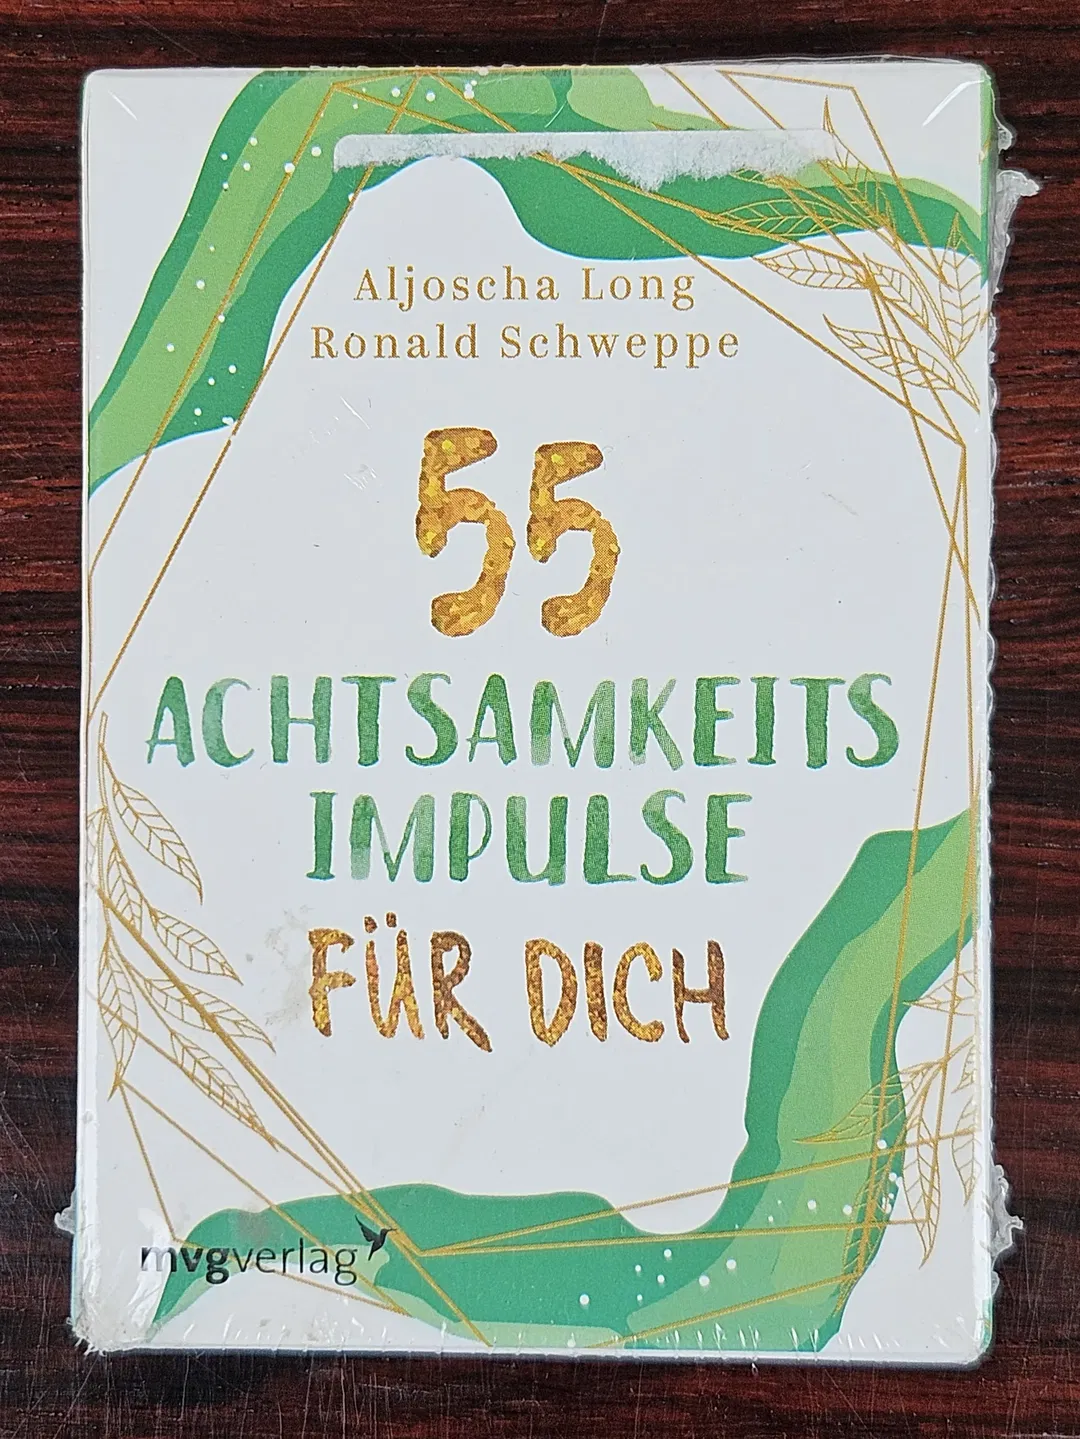 Aljoscha Long
Ronald Schweppe
55
ACHTSAMKEITS
IMPULSE
FÜR DICH
mvgverlag